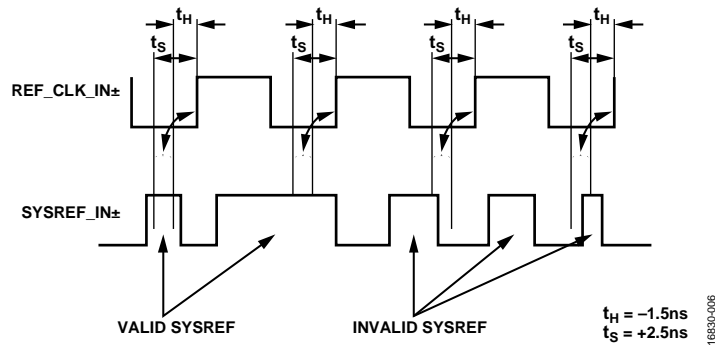 tH tH tH tH
tS tS tS tS
REF_CLK_IN±
SYSREF_IN±
VALID SYSREF INVALID SYSREF
tH = –1.5ns
tS = +2.5ns
16830-006